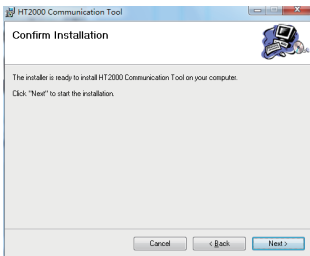 HT2000 Communication Tool
Confirm Installation
The installer is ready to install HT2000 Communication Tool on your computer.
Click "Next" to start the installation.
Cancel
< Back
Next >